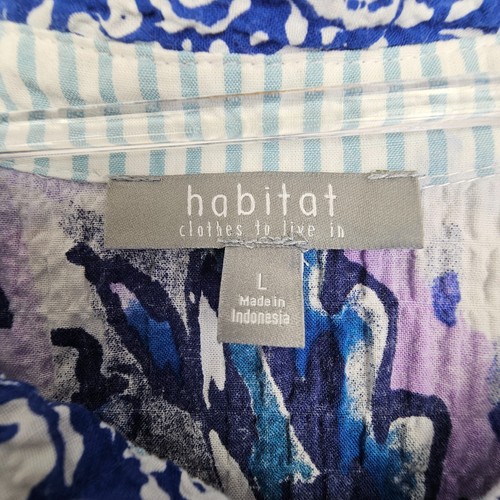 habitat
clothes to live in
L
Made in
Indonesia